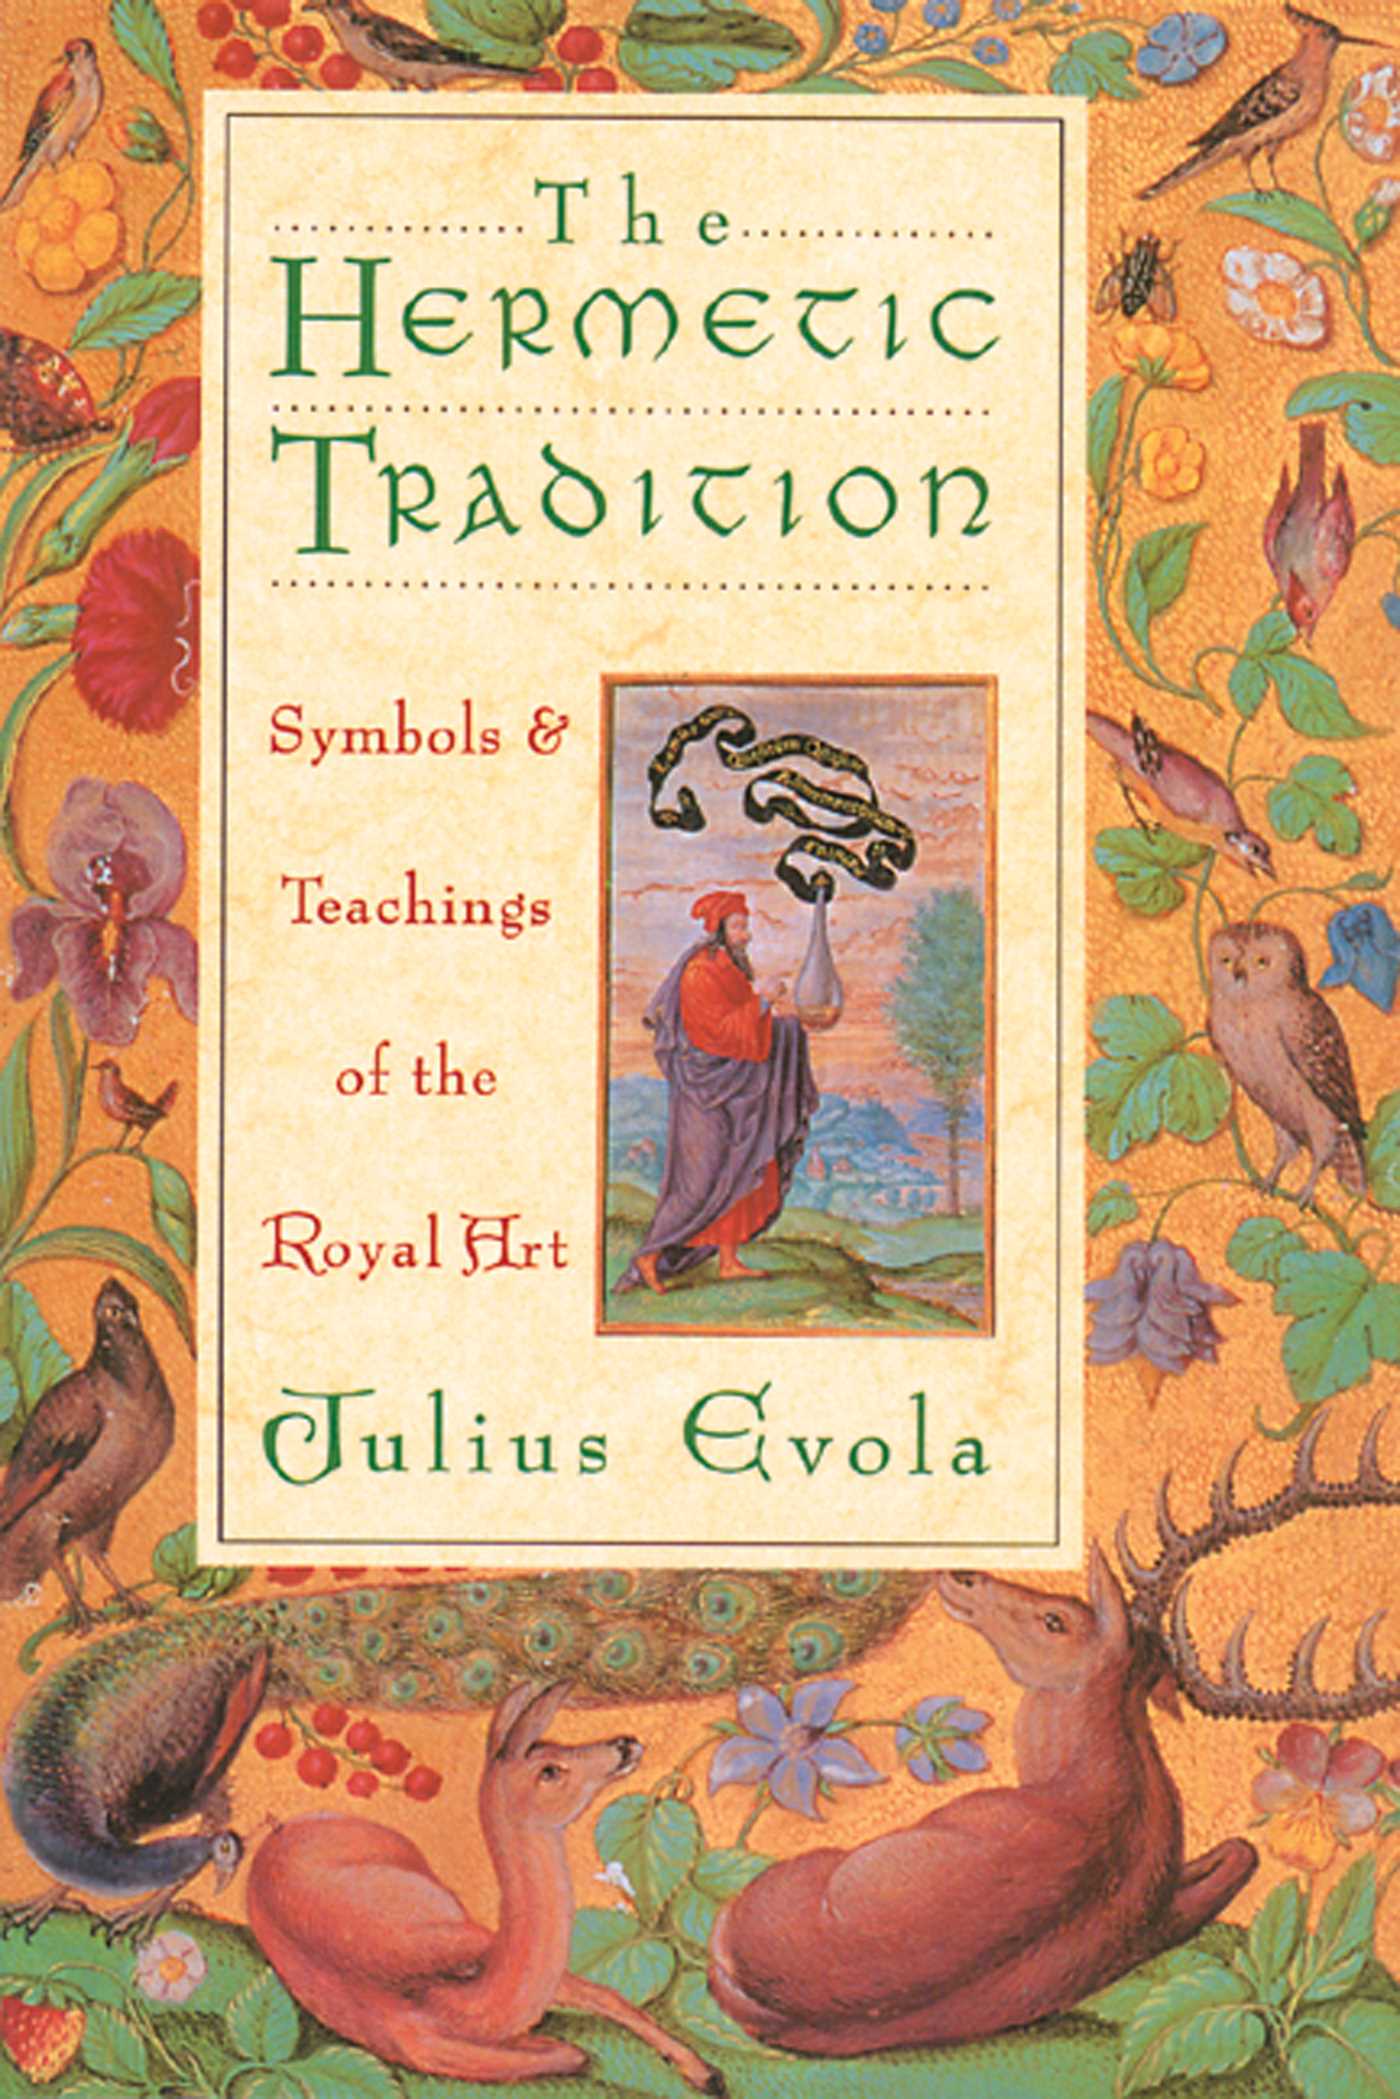 The
Hermetic
Tradition
Symbols &
Teachings
of the
Royal Art
Julius Evola